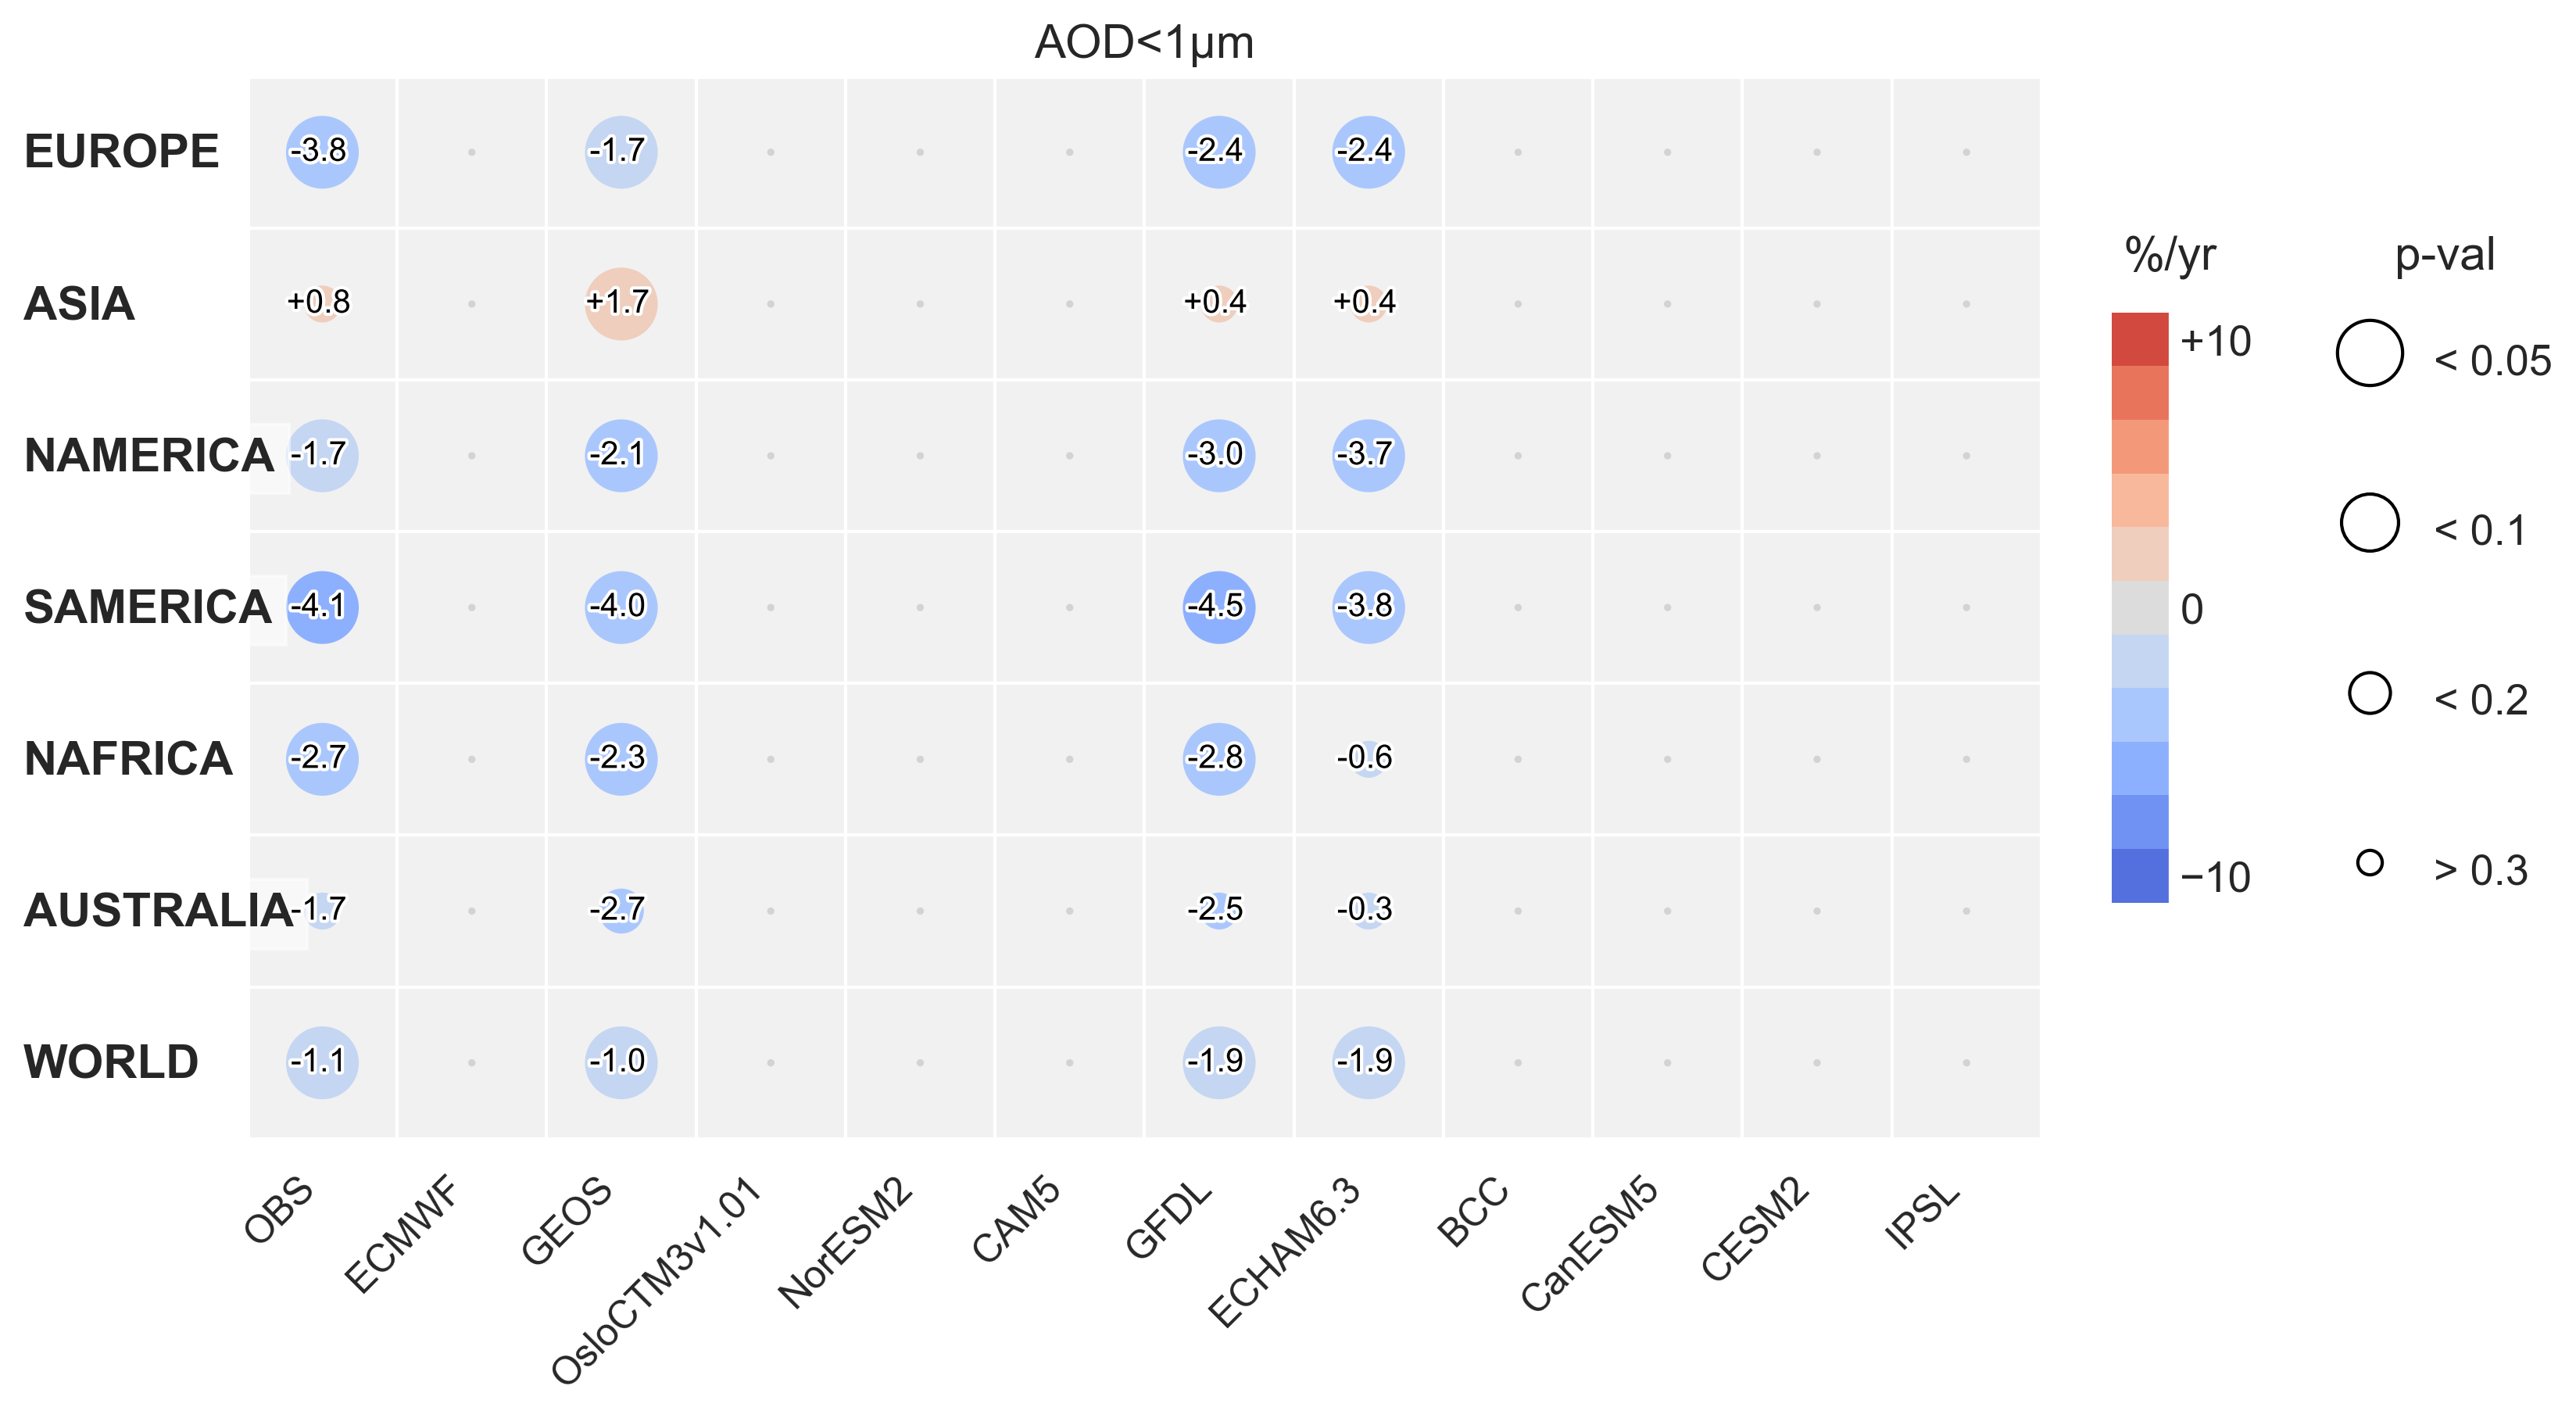 AOD<1µm
EUROPE -3.8 -1.7 -2.4 -2.4
ASIA +0.8 +1.7 +0.4 +0.4
NAMERICA -1.7 -2.1 -3.0 -3.7
SAMERICA -4.1 -4.0 -4.5 -3.8
NAFRICA -2.7 -2.3 -2.8 -0.6
AUSTRALIA -1.7 -2.7 -2.5 -0.3
WORLD -1.1 -1.0 -1.9 -1.9
OBS ECMWF GEOS OsloCTM3v1.01 NorESM2 CAM5 GFDL ECHAM6.3 BCC CanESM5 CESM2 IPSL
%/yr
+10
0
−10
p-val
< 0.05
< 0.1
< 0.2
> 0.3